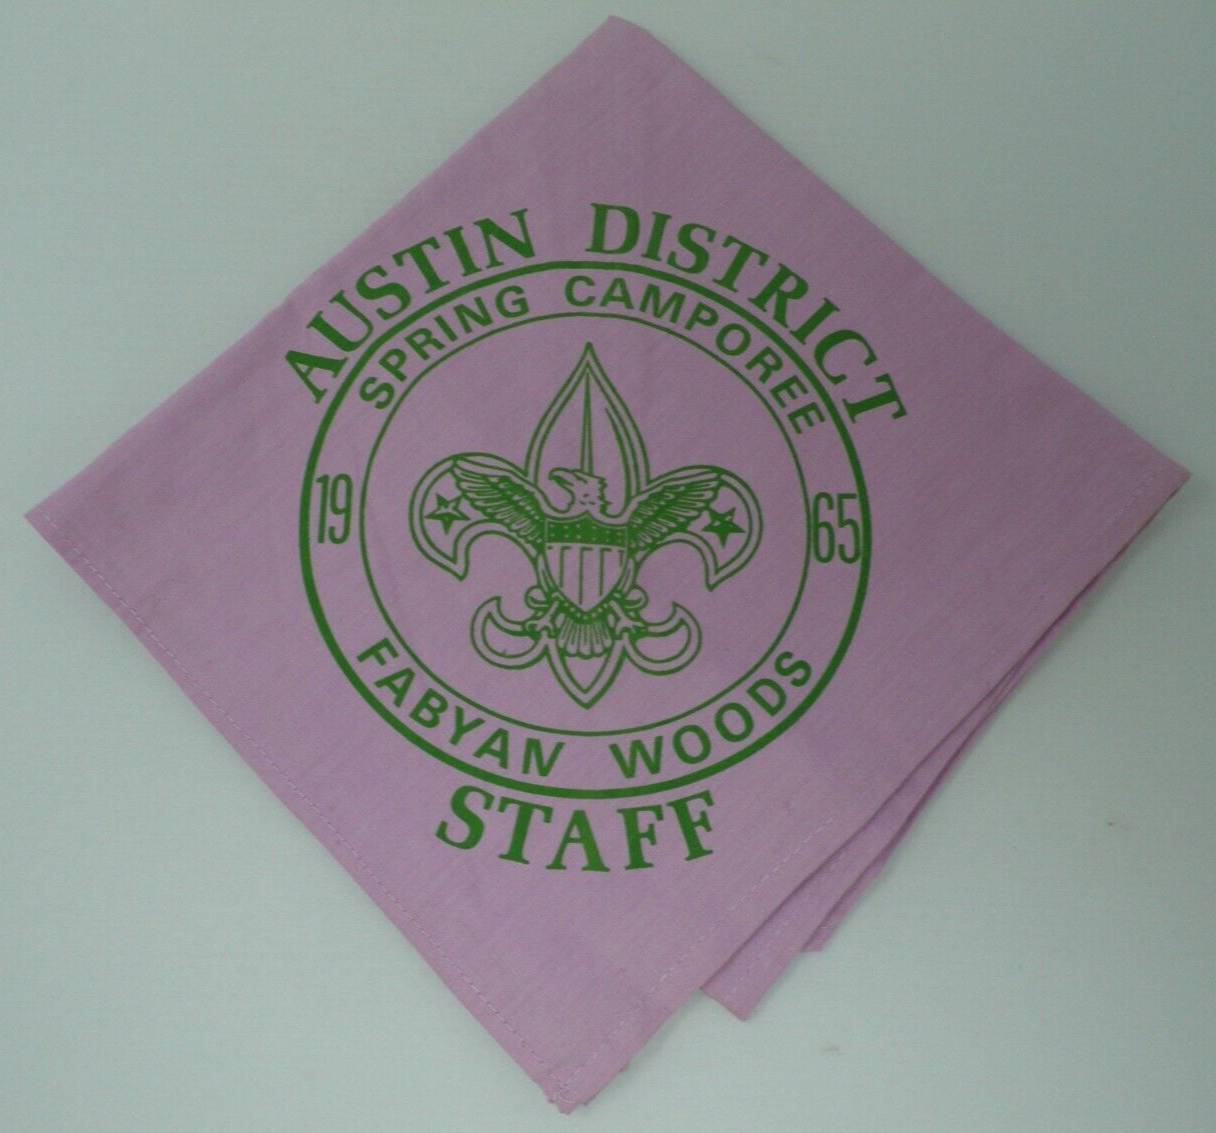 AUSTIN DISTRICT
SPRING CAMPOREE
19 65
FABYAN WOODS
STAFF